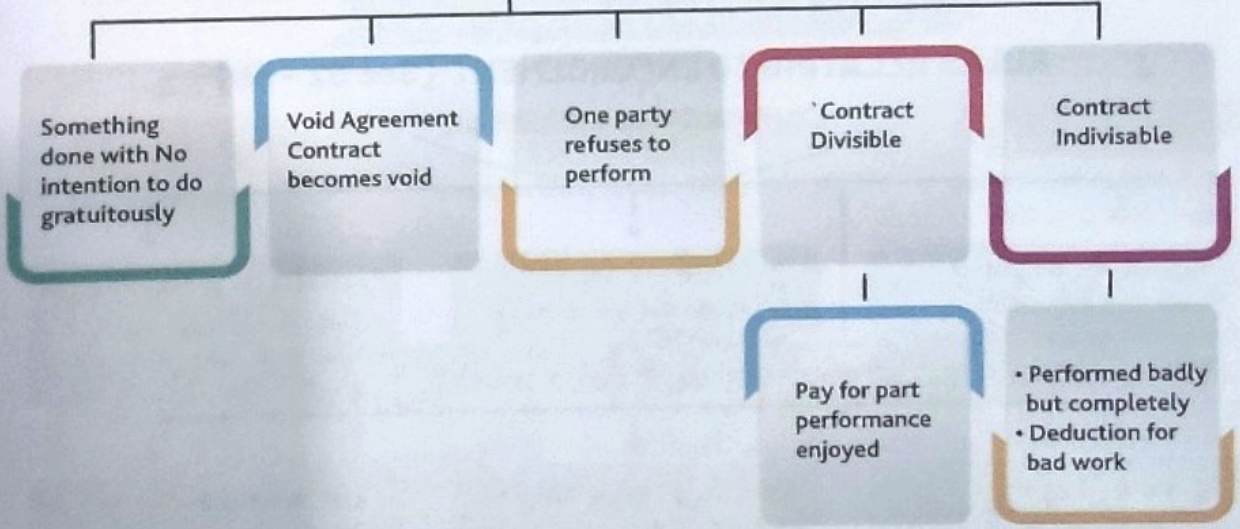 Something
done with No
intention to do
gratuitously
Void Agreement
Contract
becomes void
One party
refuses to
perform
`Contract
Divisible
Contract
Indivisable
Pay for part
performance
enjoyed
• Performed badly
but completely
• Deduction for
bad work